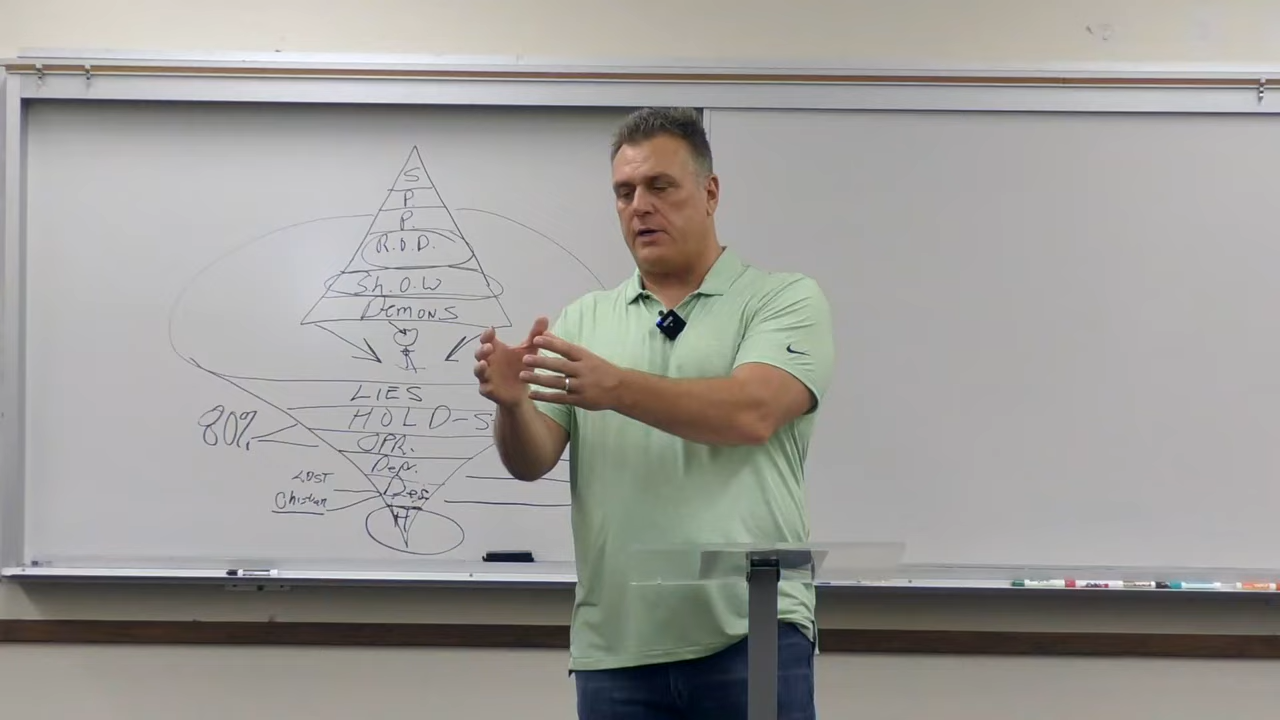 S
P.
P.
R.O.D.
Sh.O.W
DEMONS
LIES
HOLD-S
80%
OPR.
Dep.
LOST
Des
Christian
H